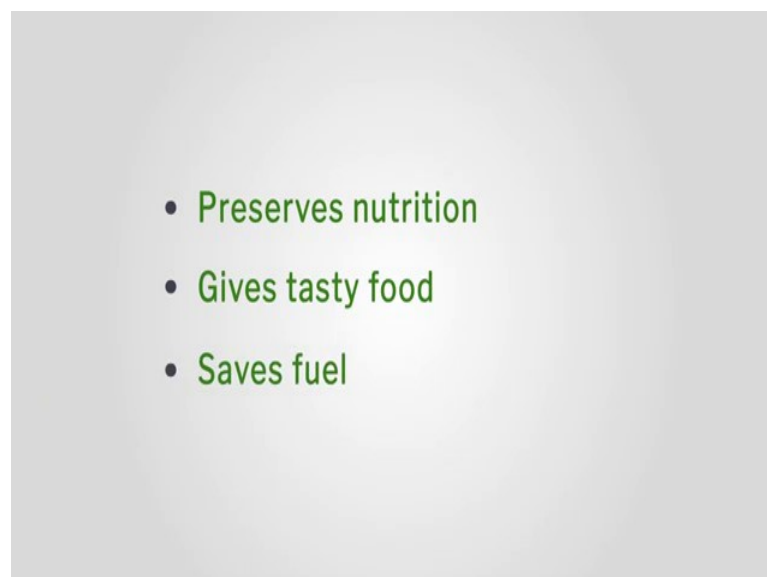 • Preserves nutrition
• Gives tasty food
• Saves fuel